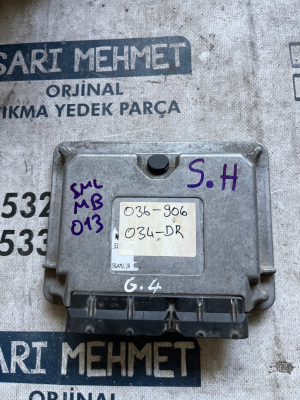 SARI MEHMET
ORJİNAL
ÇIKMA YEDEK PARÇA
532
533
SML
MB
013
S.H
036-906
034-DR
G.4
SARI MEHMET
ORJİNAL